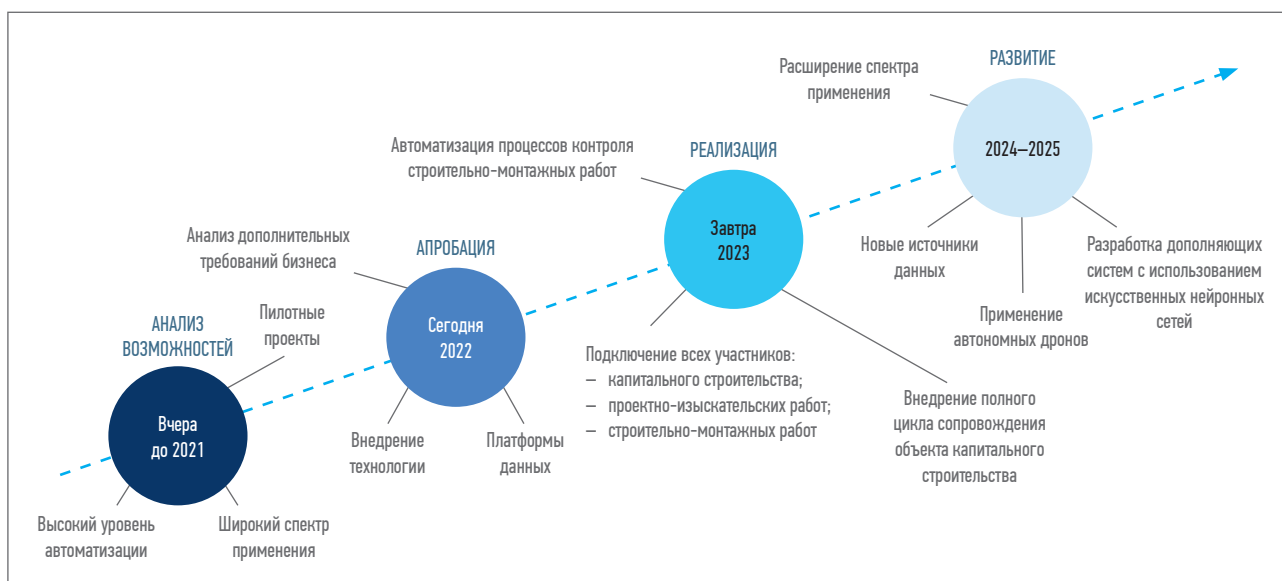 АНАЛИЗ
ВОЗМОЖНОСТЕЙ
Вчера
до 2021
Пилотные
проекты
Высокий уровень
автоматизации
Широкий спектр
применения
АПРОБАЦИЯ
Сегодня
2022
Анализ дополнительных
требований бизнеса
Внедрение
технологии
Платформы
данных
РЕАЛИЗАЦИЯ
Завтра
2023
Автоматизация процессов контроля
строительно-монтажных работ
Подключение всех участников:
– капитального строительства;
– проектно-изыскательских работ;
– строительно-монтажных работ
Внедрение полного
цикла сопровождения
объекта капитального
строительства
РАЗВИТИЕ
2024–2025
Расширение спектра
применения
Новые источники
данных
Применение
автономных дронов
Разработка дополняющих
систем с использованием
искусственных нейронных
сетей